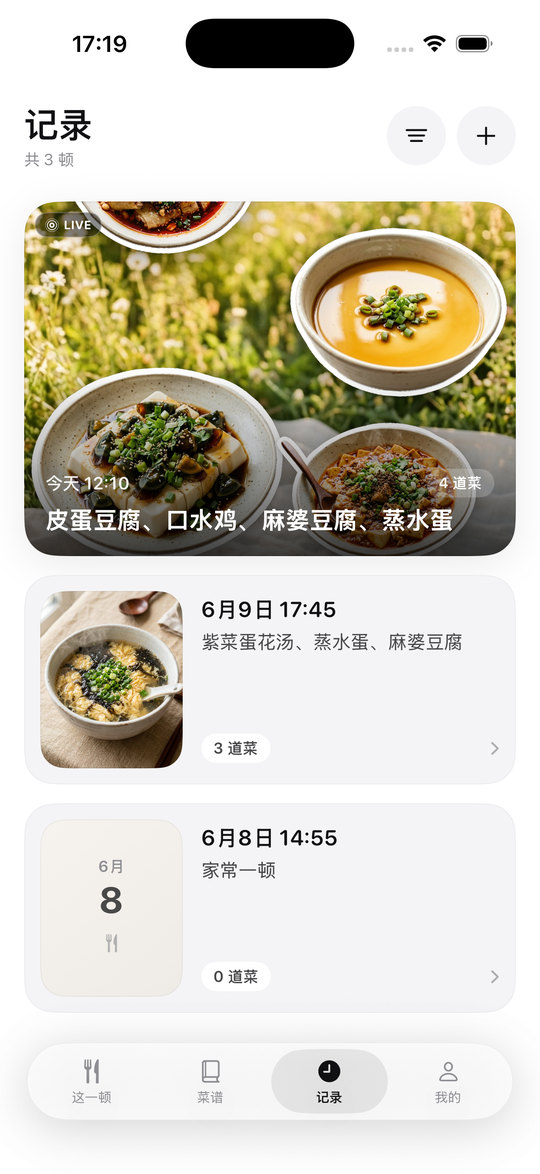 17:19
记录
共 3 顿
LIVE
今天 12:10
4 道菜
皮蛋豆腐、口水鸡、麻婆豆腐、蒸水蛋
6月9日 17:45
紫菜蛋花汤、蒸水蛋、麻婆豆腐
3 道菜
6月
8
6月8日 14:55
家常一顿
0 道菜
这一顿
菜谱
记录
我的